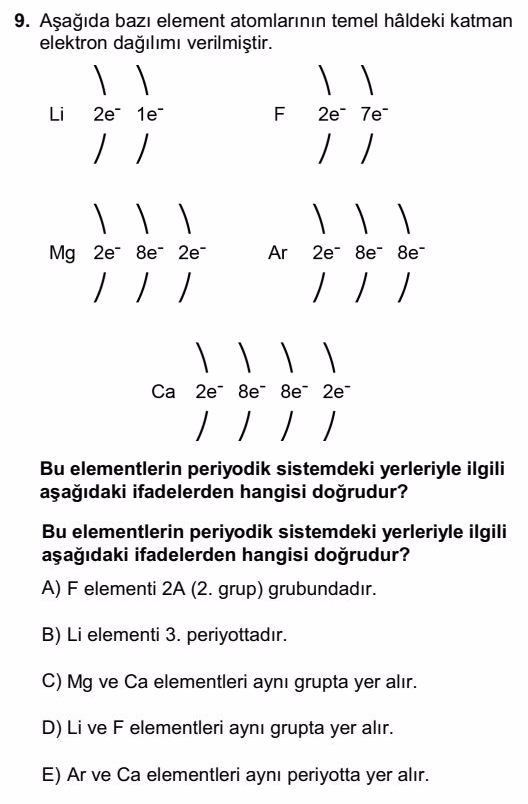 9. Aşağıda bazı element atomlarının temel hâldeki katman
elektron dağılımı verilmiştir.
Li 2e⁻ 1e⁻
F 2e⁻ 7e⁻
Mg 2e⁻ 8e⁻ 2e⁻
Ar 2e⁻ 8e⁻ 8e⁻
Ca 2e⁻ 8e⁻ 8e⁻ 2e⁻
Bu elementlerin periyodik sistemdeki yerleriyle ilgili
aşağıdaki ifadelerden hangisi doğrudur?
Bu elementlerin periyodik sistemdeki yerleriyle ilgili
aşağıdaki ifadelerden hangisi doğrudur?
A) F elementi 2A (2. grup) grubundadır.
B) Li elementi 3. periyottadır.
C) Mg ve Ca elementleri aynı grupta yer alır.
D) Li ve F elementleri aynı grupta yer alır.
E) Ar ve Ca elementleri aynı periyotta yer alır.